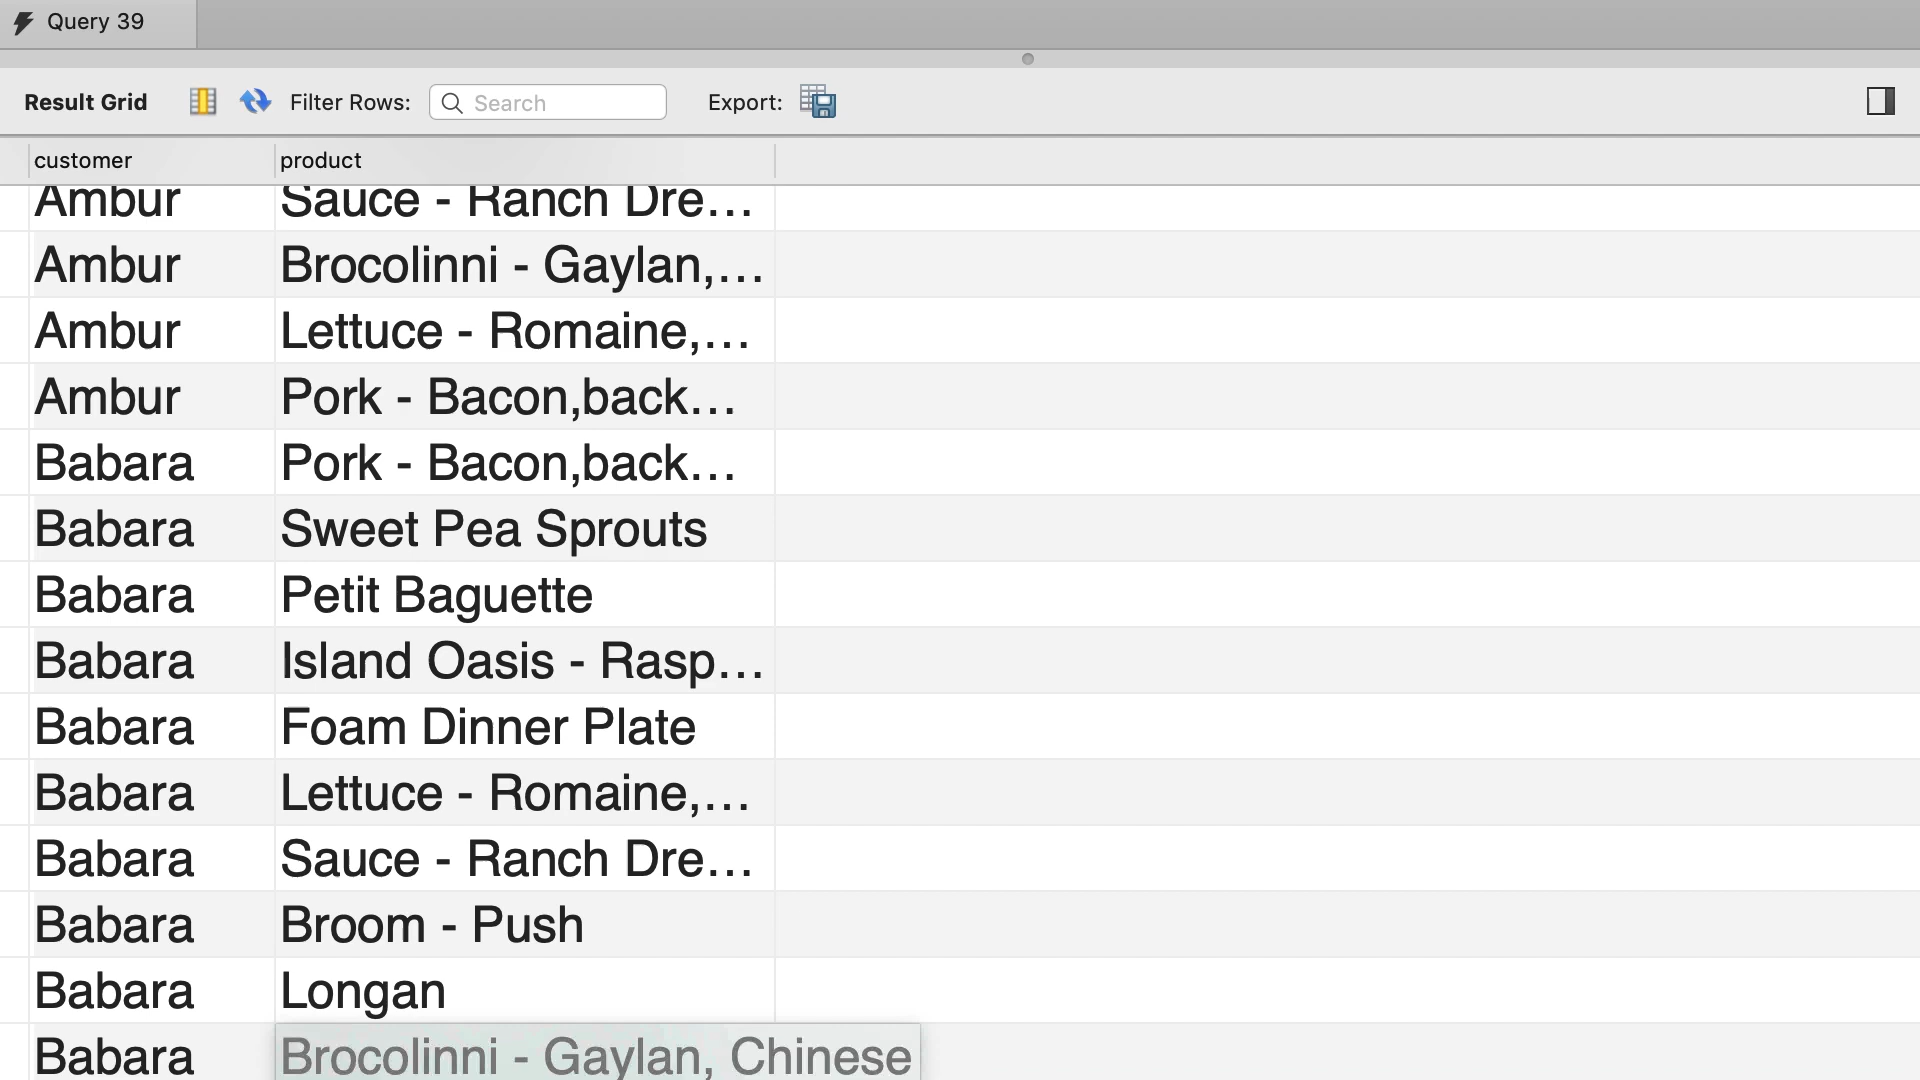 Query 39
Result Grid Filter Rows: Search Export:
customer product
Ambur Sauce - Ranch Dre...
Ambur Brocolinni - Gaylan,...
Ambur Lettuce - Romaine,...
Ambur Pork - Bacon,back...
Babara Pork - Bacon,back...
Babara Sweet Pea Sprouts
Babara Petit Baguette
Babara Island Oasis - Rasp...
Babara Foam Dinner Plate
Babara Lettuce - Romaine,...
Babara Sauce - Ranch Dre...
Babara Broom - Push
Babara Longan
Babara Brocolinni - Gaylan, Chinese